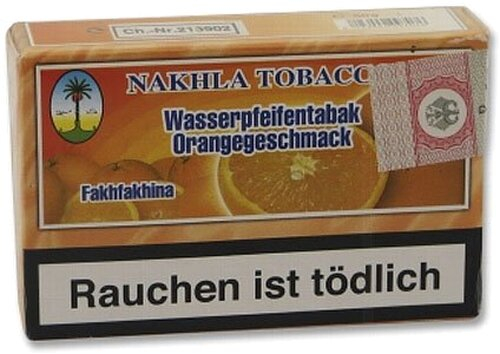 Ch.-Nr.213902
NAKHLA TOBACCO
Wasserpfeifentabak
Orangegeschmack
Fakhfakhina
Rauchen ist tödlich